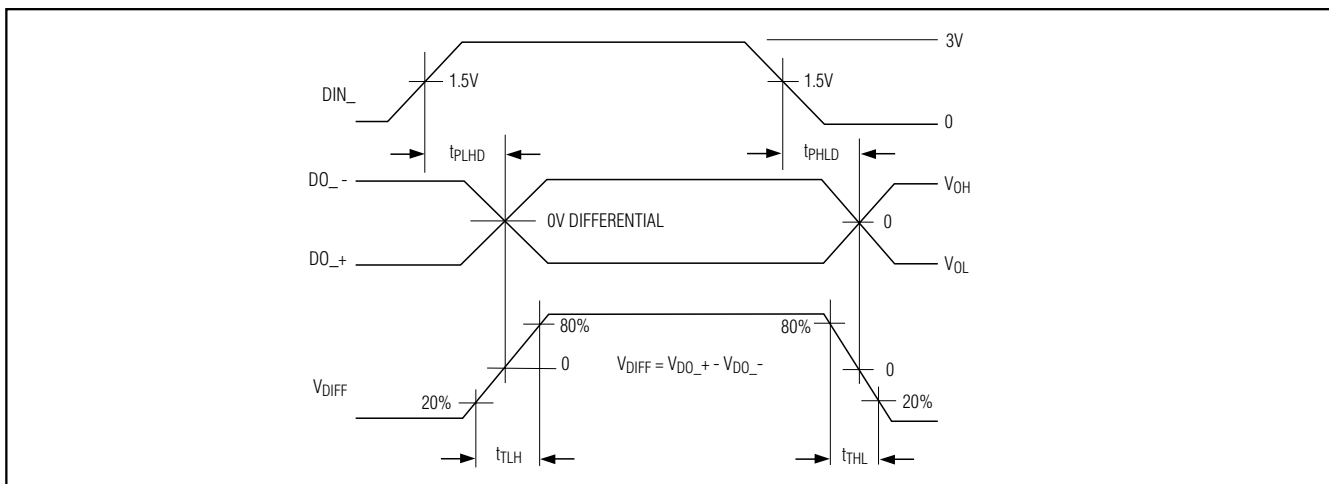 3V
1.5V
1.5V
DIN_
0
tPLHD
tPHLD
DO_ -
VOH
0V DIFFERENTIAL
0
DO_+
VOL
80%
80%
0
VDIFF = VDO_+ - VDO_-
0
VDIFF
20%
20%
tTLH
tTHL